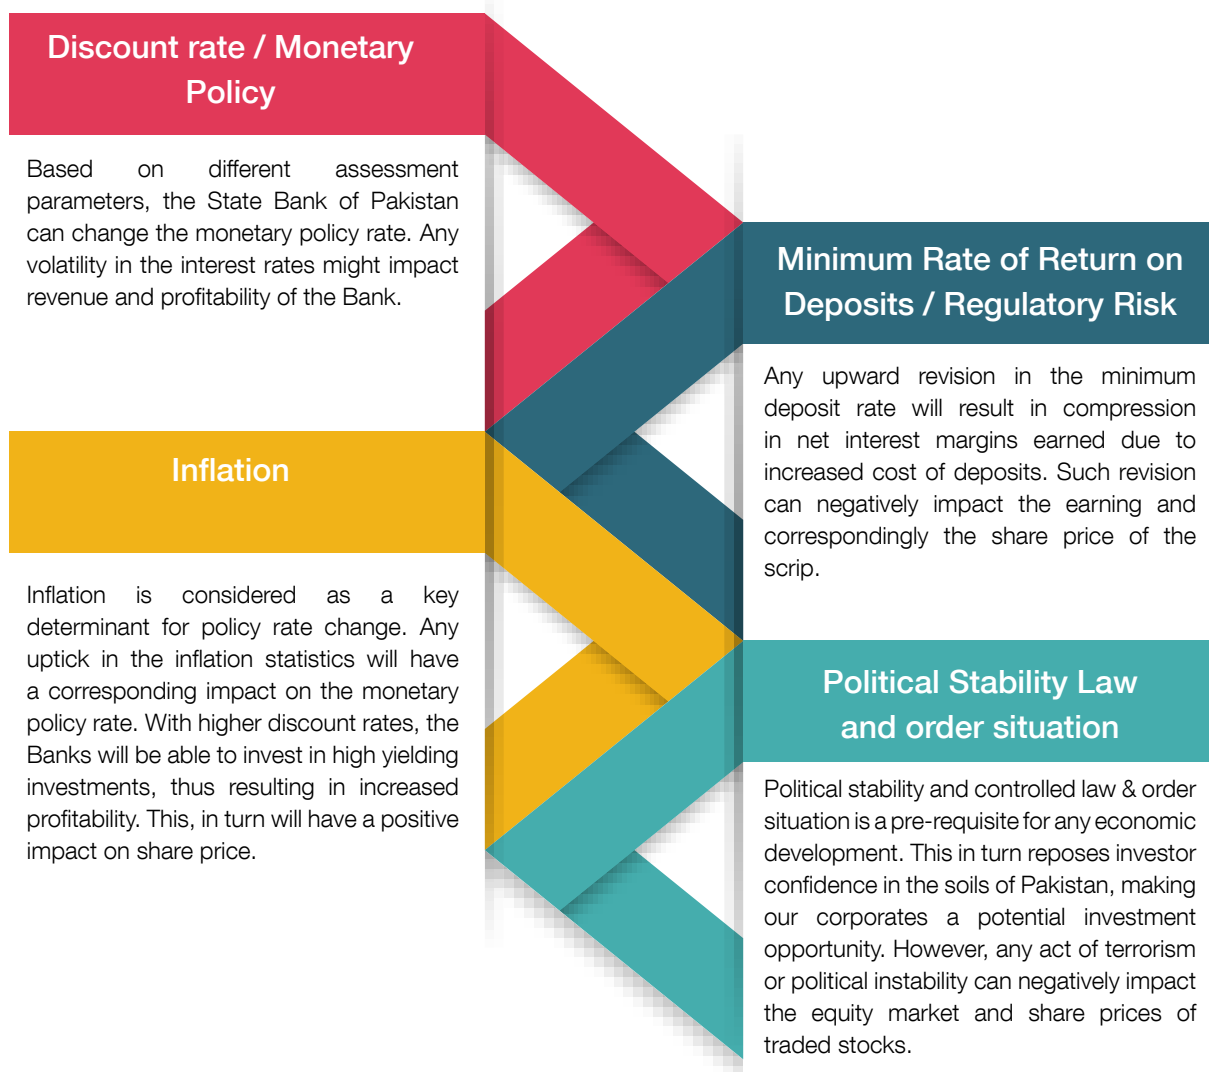 Discount rate / Monetary
Policy
Based on different assessment
parameters, the State Bank of Pakistan
can change the monetary policy rate. Any
volatility in the interest rates might impact
revenue and profitability of the Bank.
Minimum Rate of Return on
Deposits / Regulatory Risk
Any upward revision in the minimum
deposit rate will result in compression
in net interest margins earned due to
increased cost of deposits. Such revision
can negatively impact the earning and
correspondingly the share price of the
scrip.
Inflation
Inflation is considered as a key
determinant for policy rate change. Any
uptick in the inflation statistics will have
a corresponding impact on the monetary
policy rate. With higher discount rates, the
Banks will be able to invest in high yielding
investments, thus resulting in increased
profitability. This, in turn will have a positive
impact on share price.
Political Stability Law
and order situation
Political stability and controlled law & order
situation is a pre-requisite for any economic
development. This in turn reposes investor
confidence in the soils of Pakistan, making
our corporates a potential investment
opportunity. However, any act of terrorism
or political instability can negatively impact
the equity market and share prices of
traded stocks.